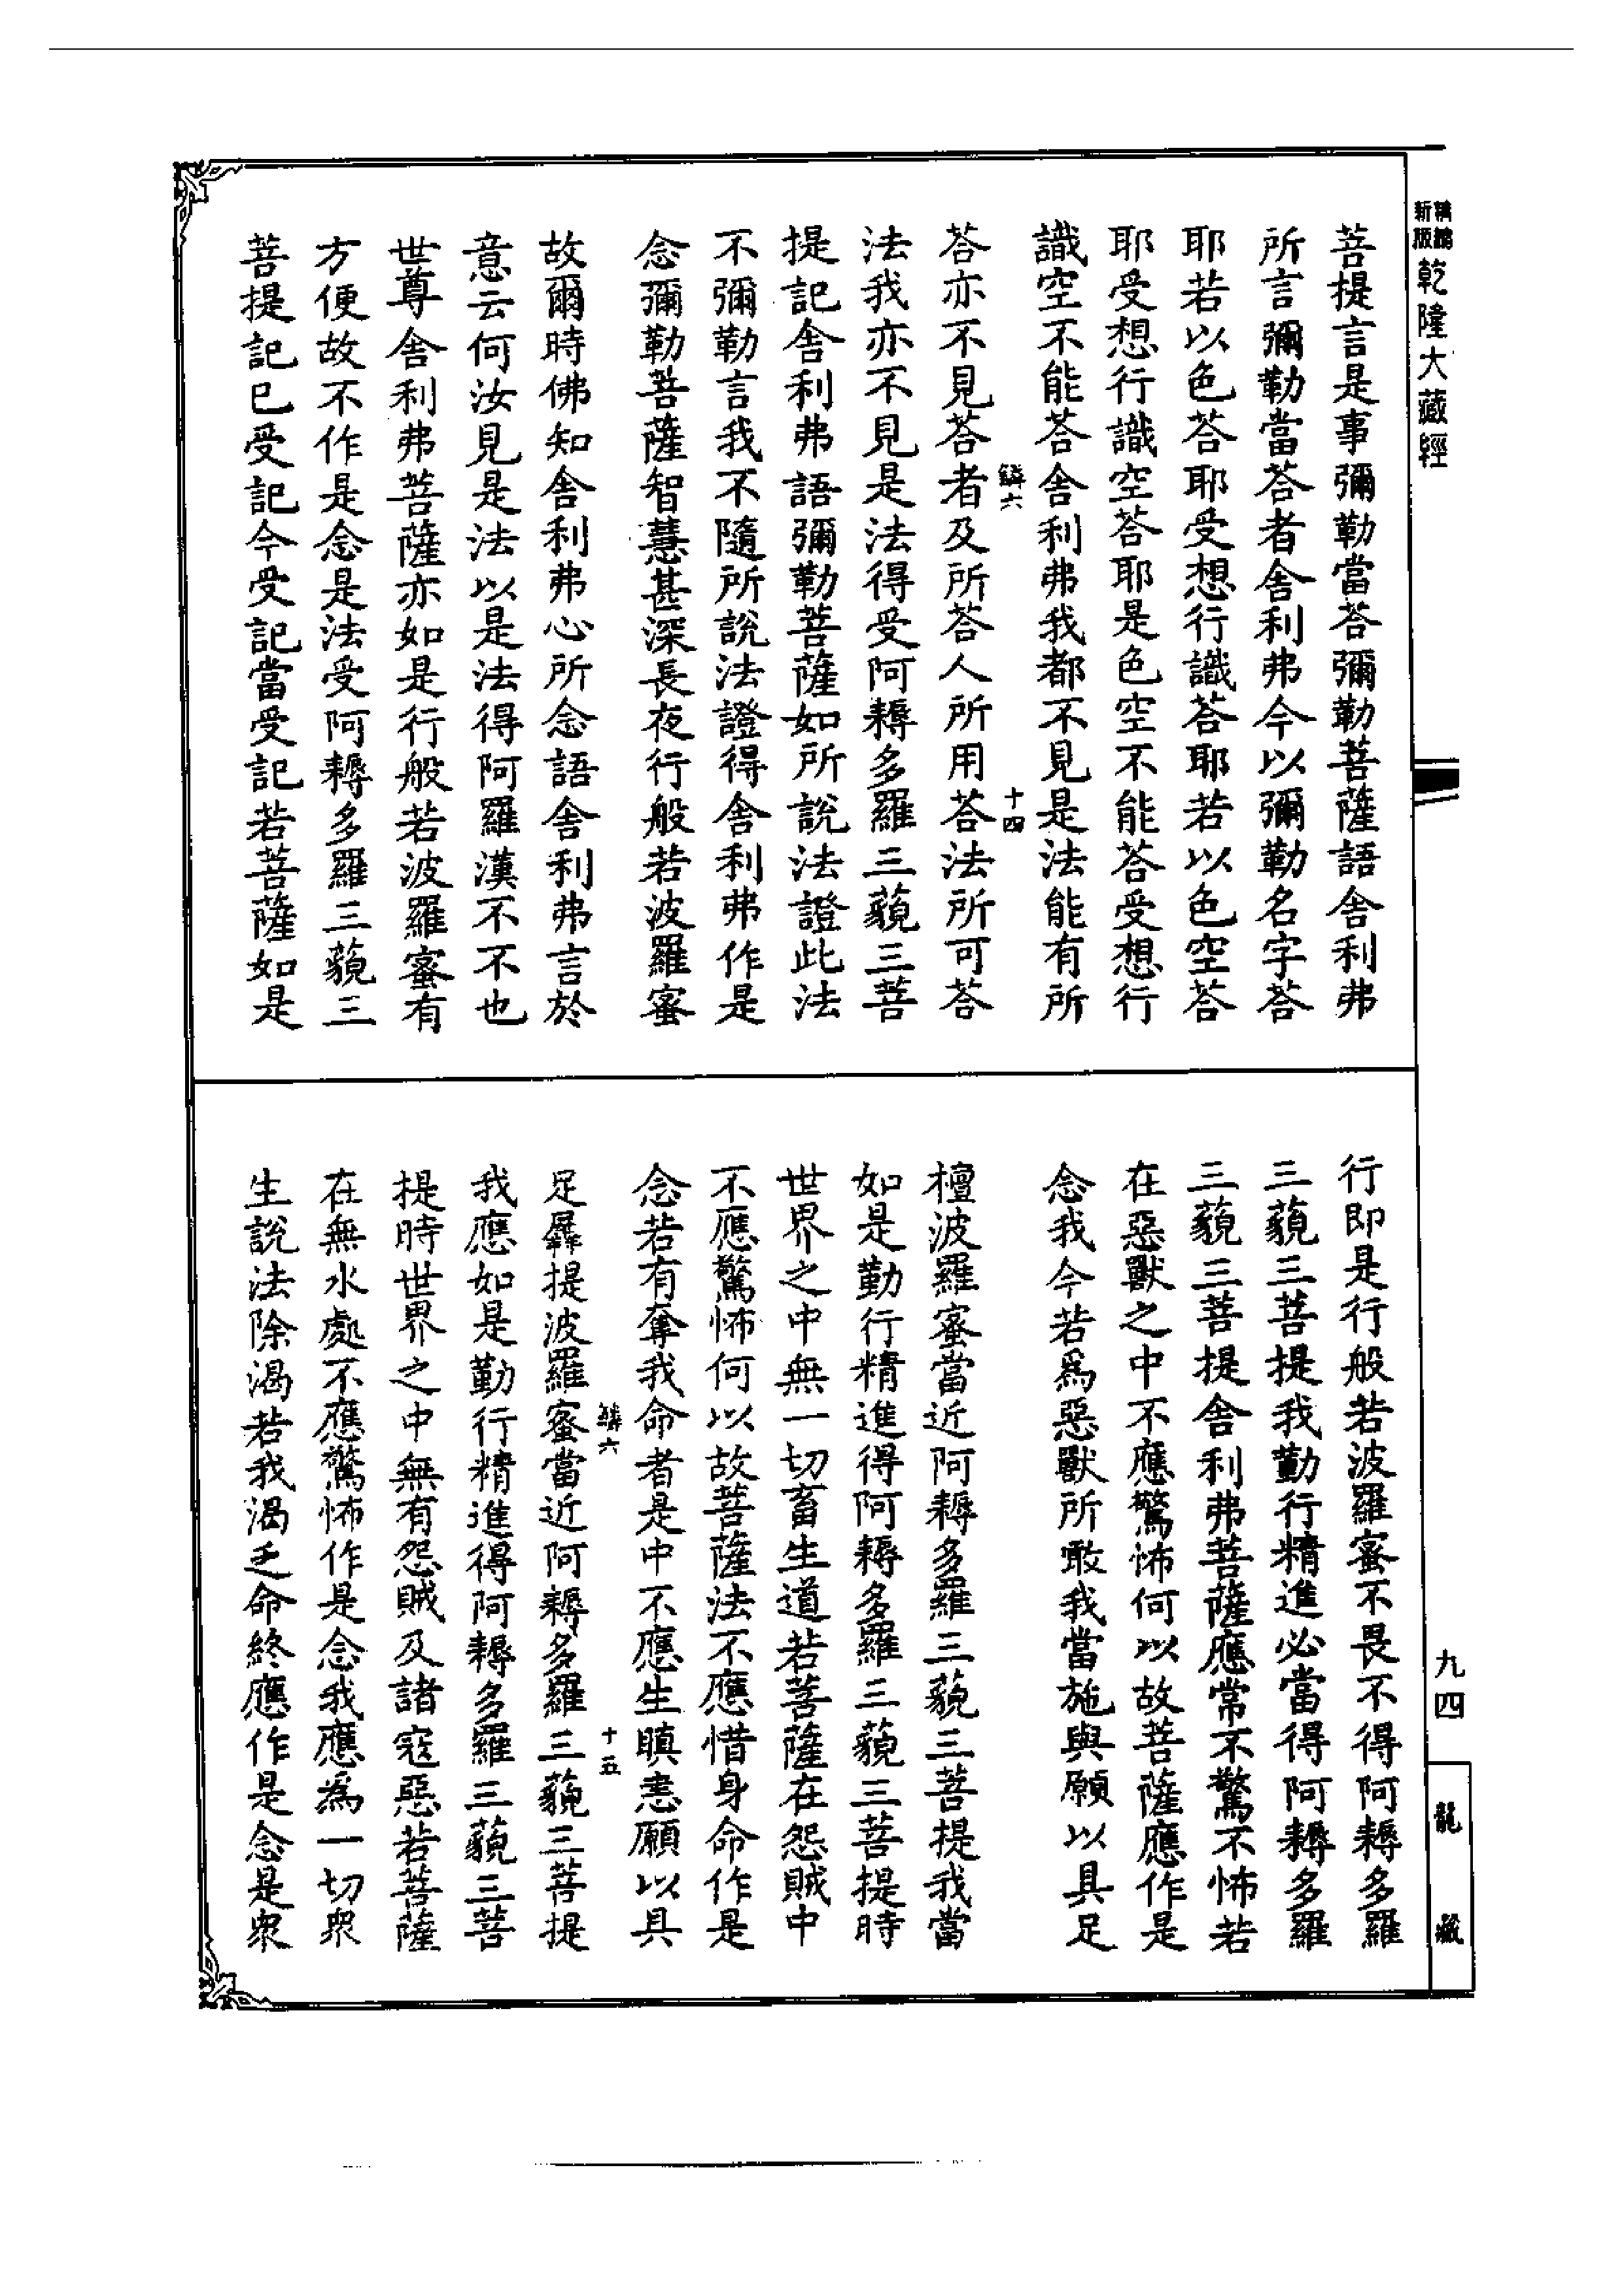 精縮新版乾隆大藏經
菩提言是事彌勒當荅彌勒菩薩語舍利弗
所言彌勒當荅者舍利弗今以彌勒名字荅
耶若以色荅耶受想行識荅耶若以色空荅
耶受想行識空荅耶是色空不能荅受想行
識空不能荅舍利弗我都不見是法能有所
鱗六 十四
荅亦不見荅者及所荅人所用荅法所可荅
法我亦不見是法得受阿耨多羅三藐三菩
提記舍利弗語彌勒菩薩如所說法證此法
不彌勒言我不隨所說法證得舍利弗作是
念彌勒菩薩智慧甚深長夜行般若波羅蜜
故爾時佛知舍利弗心所念語舍利弗言於
意云何汝見是法以是法得阿羅漢不不也
世尊舍利弗菩薩亦如是行般若波羅蜜有
方便故不作是念是法受阿耨多羅三藐三
菩提記已受記今受記當受記若菩薩如是
行即是行般若波羅蜜不畏不得阿耨多羅
三藐三菩提我勤行精進必當得阿耨多羅
三藐三菩提舍利弗菩薩應常不驚不怖若
在惡獸之中不應驚怖何以故菩薩應作是
念我今若爲惡獸所噉我當施與願以具足
檀波羅蜜當近阿耨多羅三藐三菩提我當
如是勤行精進得阿耨多羅三藐三菩提時
世界之中無一切畜生道若菩薩在怨賊中
不應驚怖何以故菩薩法不應惜身命作是
念若有奪我命者是中不應生瞋恚願以具
鱗六 十五
足羼提波羅蜜當近阿耨多羅三藐三菩提
我應如是勤行精進得阿耨多羅三藐三菩
提時世界之中無有怨賊及諸寇惡若菩薩
在無水處不應驚怖作是念我應爲一切衆
生說法除渴若我渴乏命終應作是念是衆
九四
龍藏